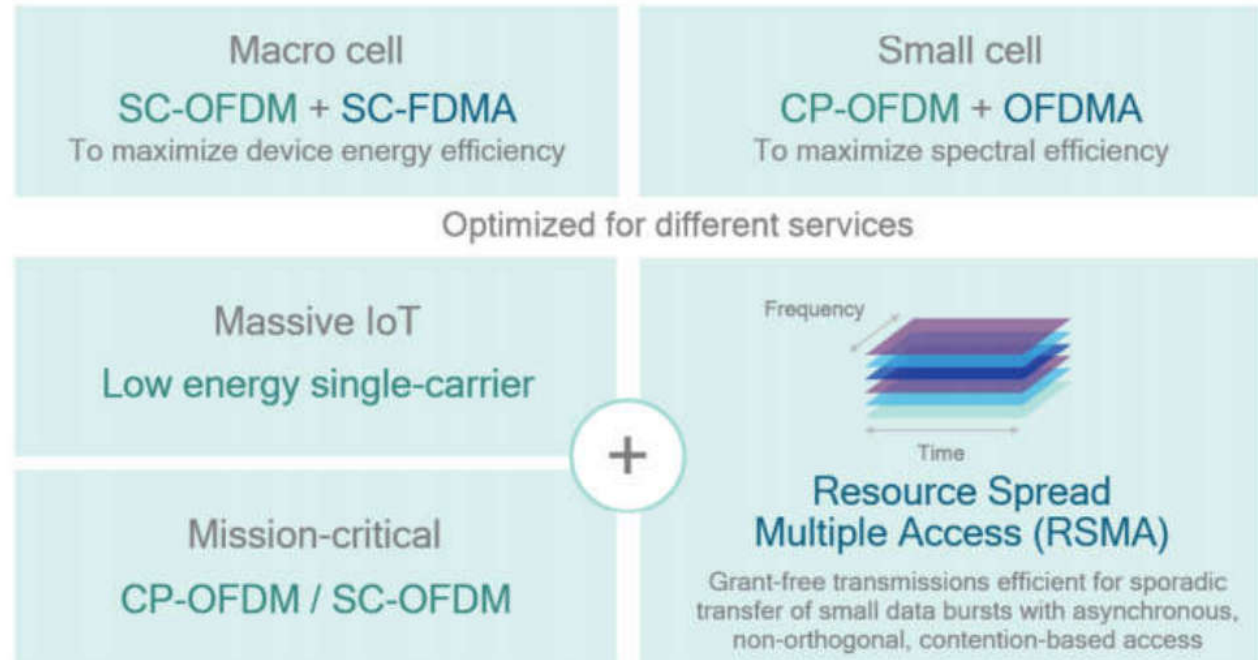 Macro cell
SC-OFDM + SC-FDMA
To maximize device energy efficiency
Small cell
CP-OFDM + OFDMA
To maximize spectral efficiency
Optimized for different services
Massive IoT
Low energy single-carrier
Mission-critical
CP-OFDM / SC-OFDM
+
Frequency
Time
Resource Spread
Multiple Access (RSMA)
Grant-free transmissions efficient for sporadic
transfer of small data bursts with asynchronous,
non-orthogonal, contention-based access